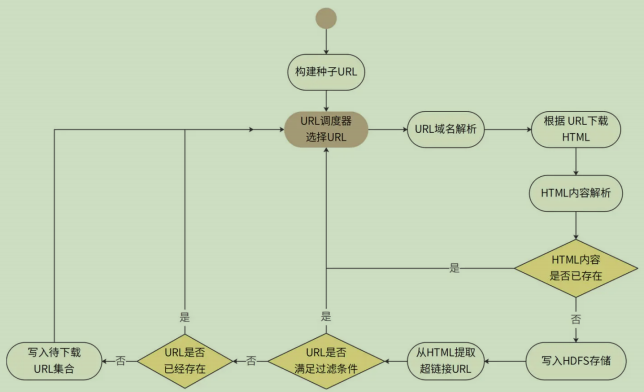 构建种子URL
URL调度器
选择URL
URL域名解析
根据 URL下载
HTML
HTML内容解析
HTML内容
是否已存在
是
否
写入HDFS存储
从HTML提取
超链接URL
URL是否
满足过滤条件
是
否
URL是否
已经存在
是
否
写入待下载
URL集合